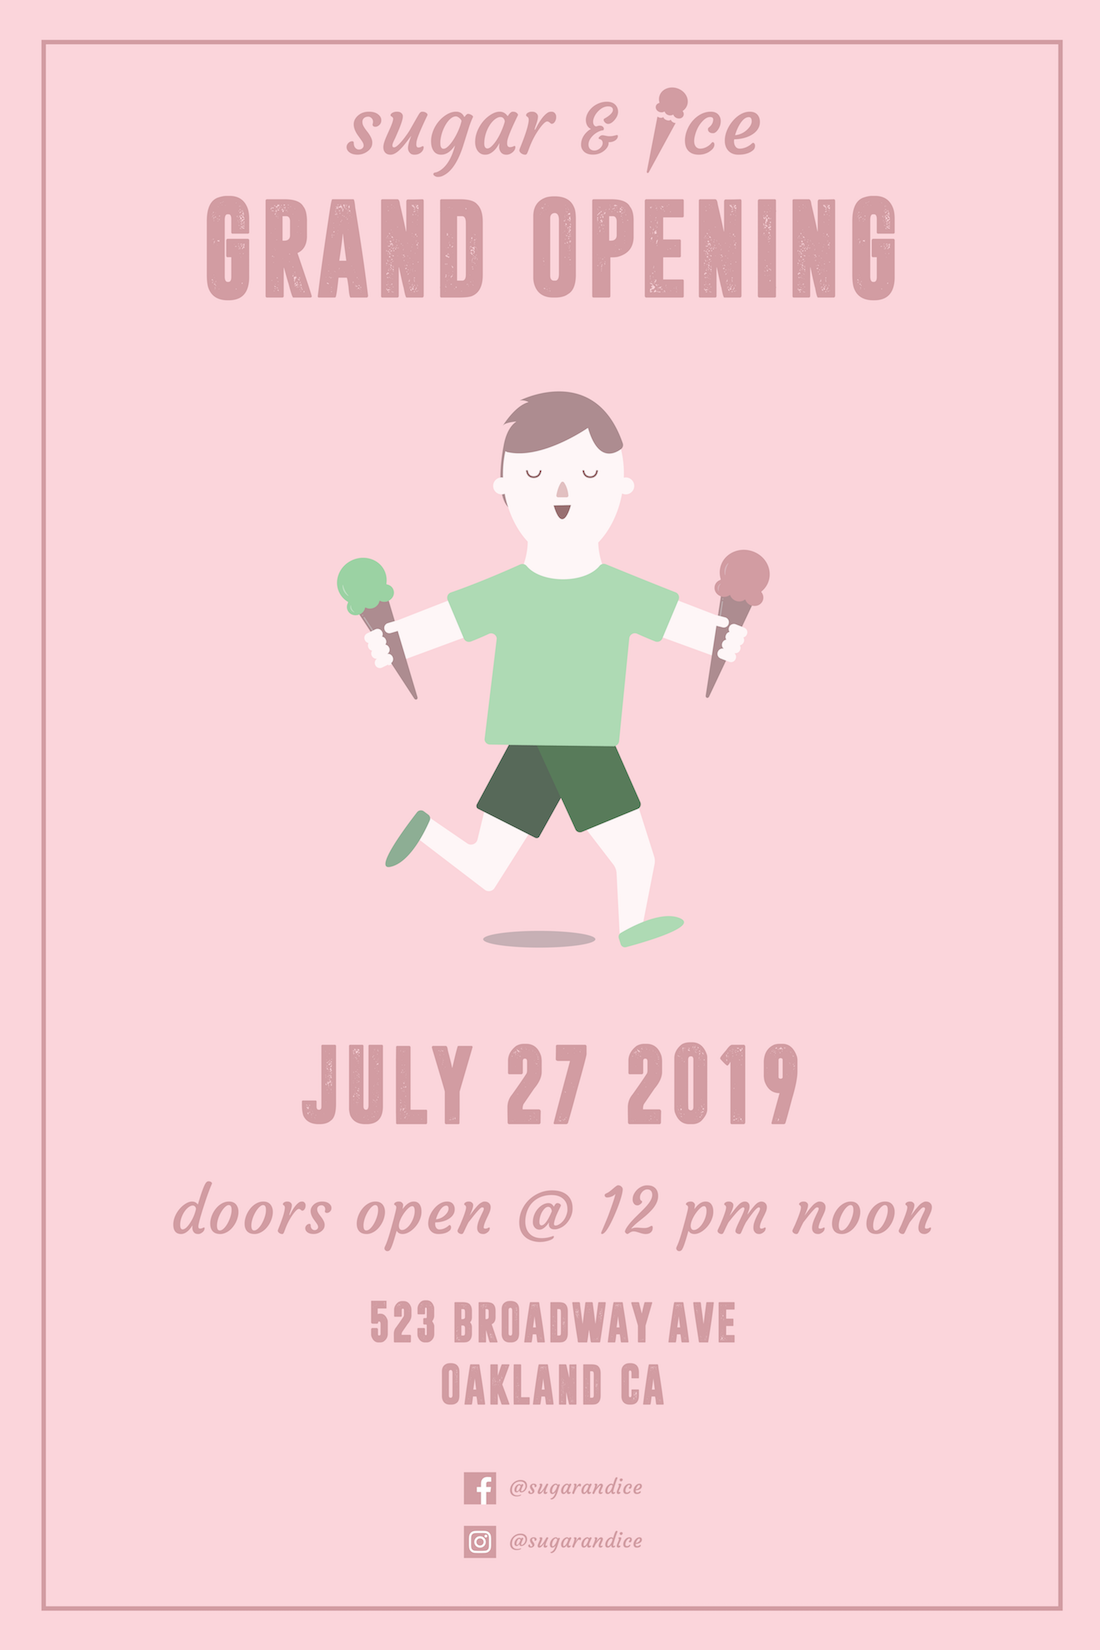 sugar & ice
GRAND OPENING
JULY 27 2019
doors open @ 12 pm noon
523 BROADWAY AVE
OAKLAND CA
@sugarandice
@sugarandice